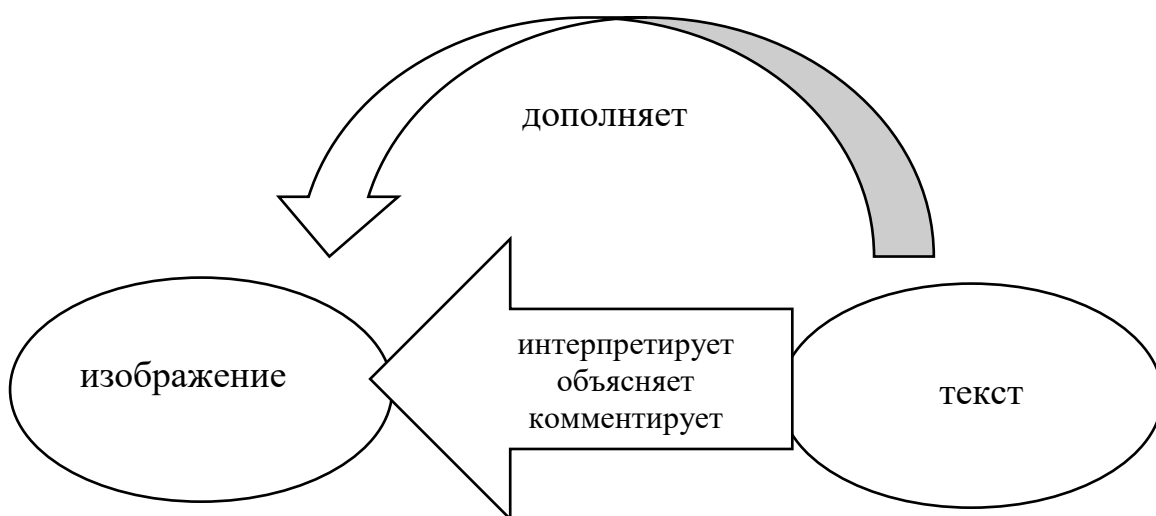 дополняет
изображение
интерпретирует
объясняет
комментирует
текст